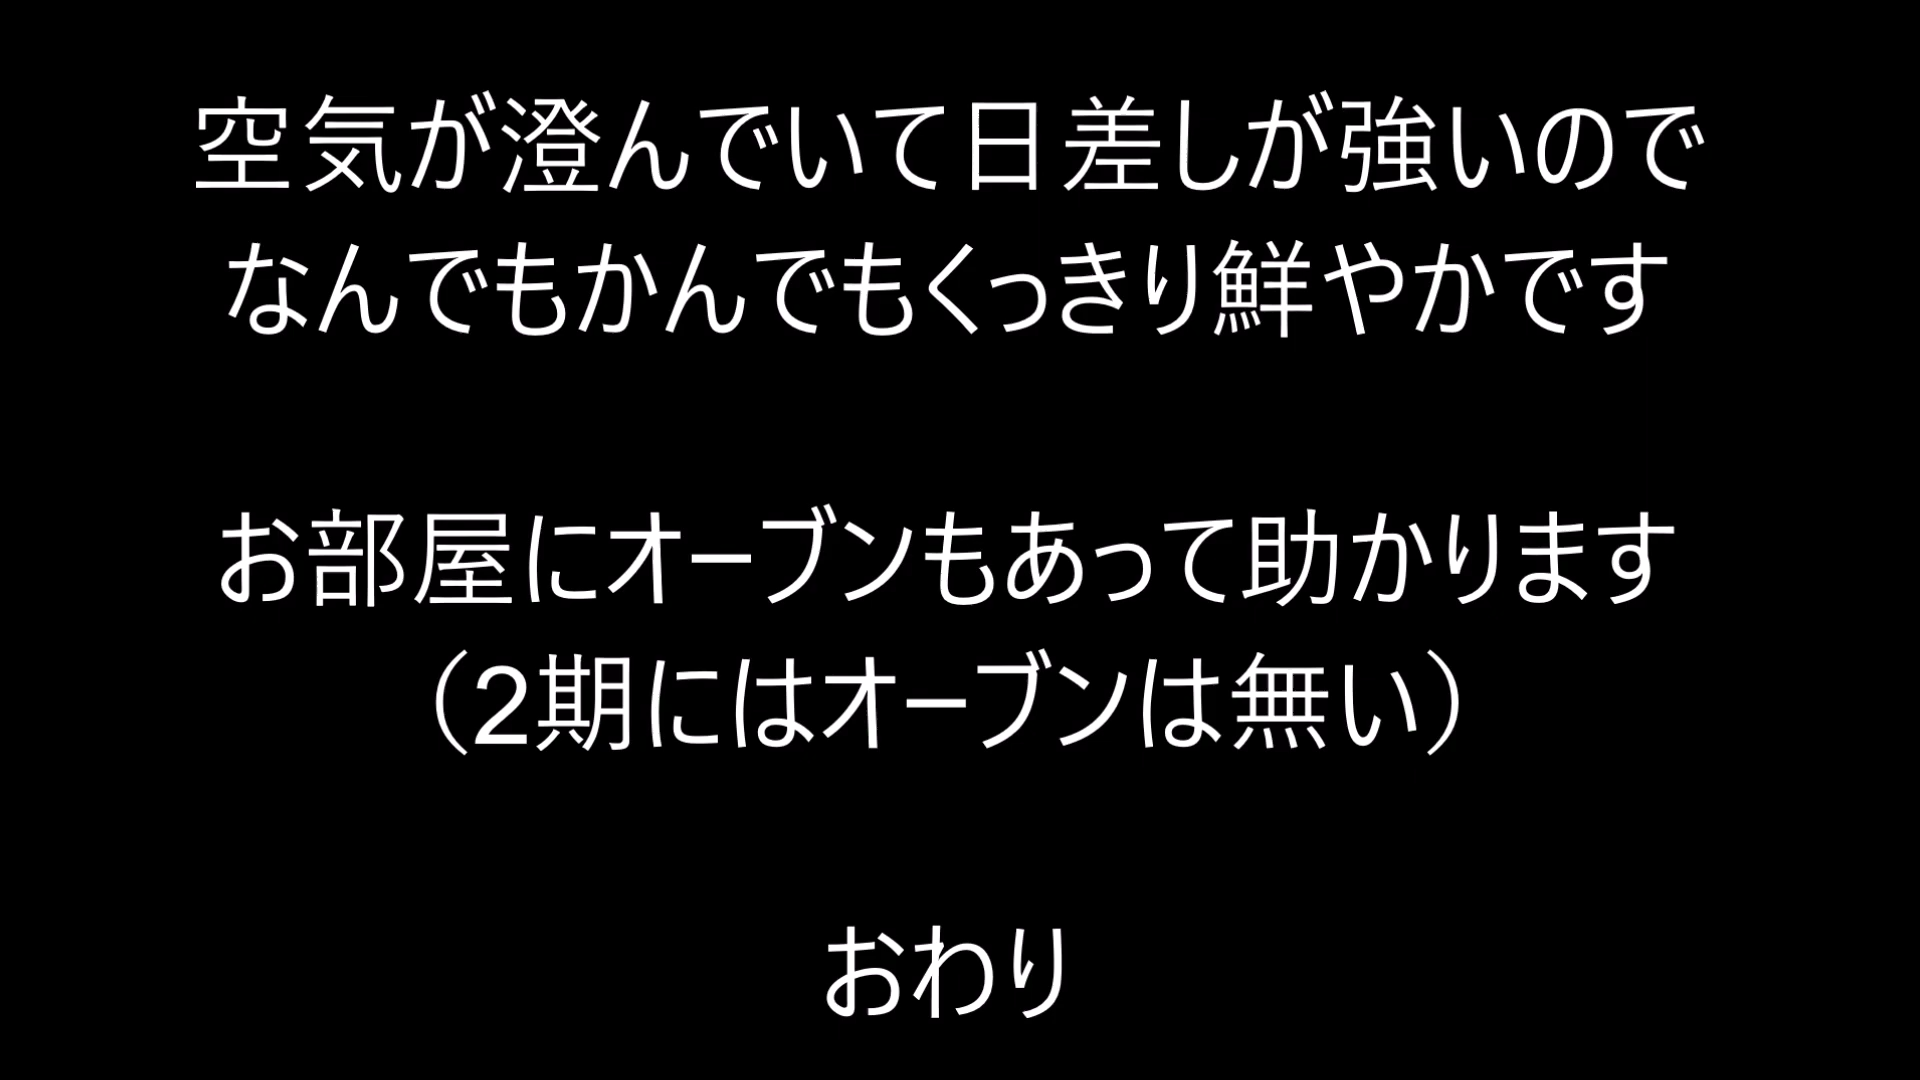 空気が澄んでいて日差しが強いので
なんでもかんでもくっきり鮮やかです
お部屋にオーブンもあって助かります
（2期にはオーブンは無い）
おわり